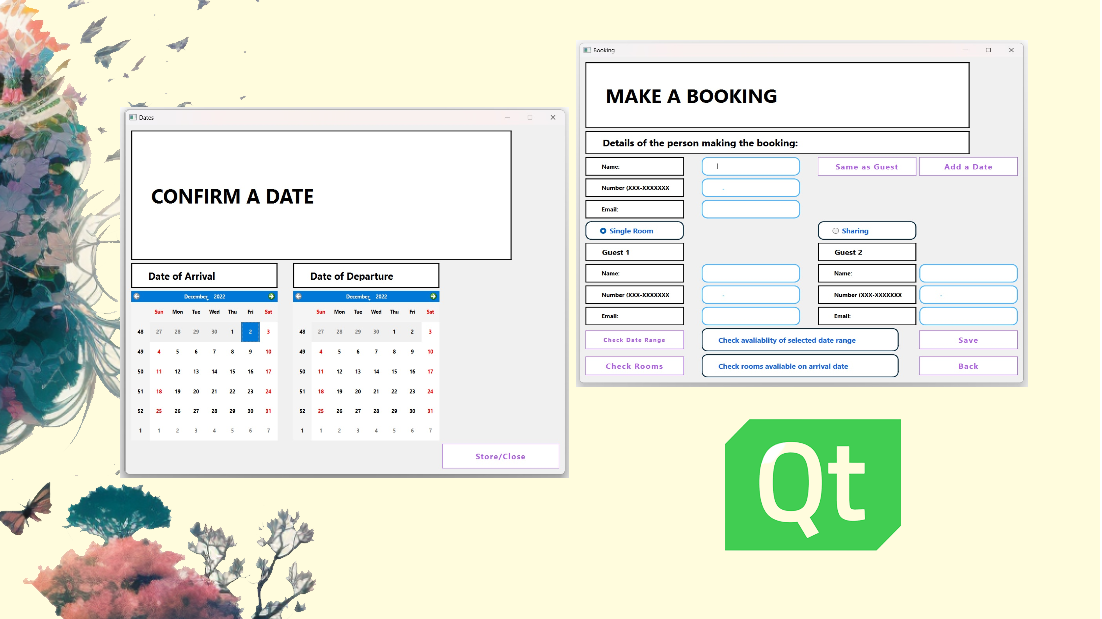 Dates
CONFIRM A DATE
Date of Arrival
Date of Departure
December, 2022
Sun Mon Tue Wed Thu Fri Sat
48 27 28 29 30 1 2 3
49 4 5 6 7 8 9 10
50 11 12 13 14 15 16 17
51 18 19 20 21 22 23 24
52 25 26 27 28 29 30 31
1 1 2 3 4 5 6 7
December, 2022
Sun Mon Tue Wed Thu Fri Sat
48 27 28 29 30 1 2 3
49 4 5 6 7 8 9 10
50 11 12 13 14 15 16 17
51 18 19 20 21 22 23 24
52 25 26 27 28 29 30 31
1 1 2 3 4 5 6 7
Store/Close
Booking
MAKE A BOOKING
Details of the person making the booking:
Name:
Same as Guest
Add a Date
Number (XXX-XXXXXXX
-
Email:
Single Room
Sharing
Guest 1
Guest 2
Name:
Name:
Number (XXX-XXXXXXX
-
Number (XXX-XXXXXXX
-
Email:
Email:
Check Date Range
Check availiablity of selected date range
Save
Check Rooms
Check rooms avaliable on arrival date
Back
Qt